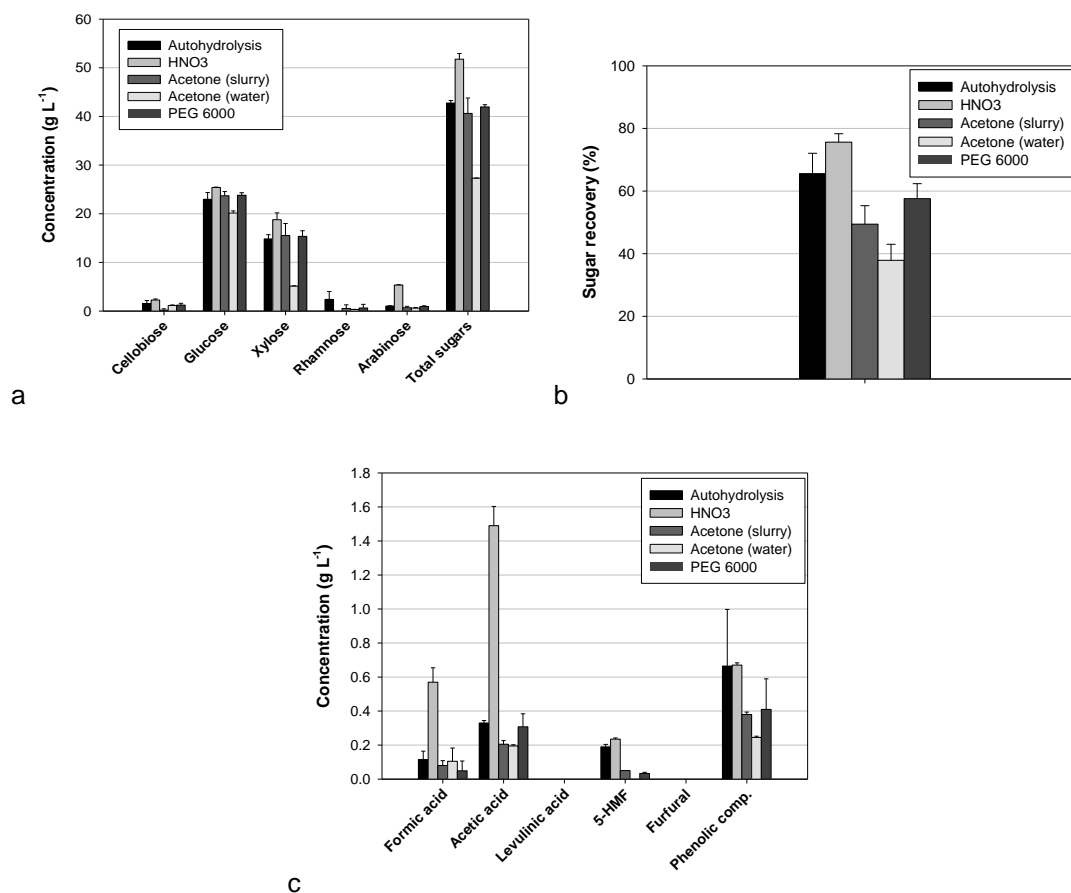 Concentration (g L-1)
60
50
40
30
20
10
0
Autohydrolysis
HNO3
Acetone (slurry)
Acetone (water)
PEG 6000
Cellobiose
Glucose
Xylose
Rhamnose
Arabinose
Total sugars
a
Sugar recovery (%)
100
80
60
40
20
0
Autohydrolysis
HNO3
Acetone (slurry)
Acetone (water)
PEG 6000
b
Concentration (g L-1)
1.8
1.6
1.4
1.2
1.0
0.8
0.6
0.4
0.2
0.0
Autohydrolysis
HNO3
Acetone (slurry)
Acetone (water)
PEG 6000
Formic acid
Acetic acid
Levulinic acid
5-HMF
Furfural
Phenolic comp.
c